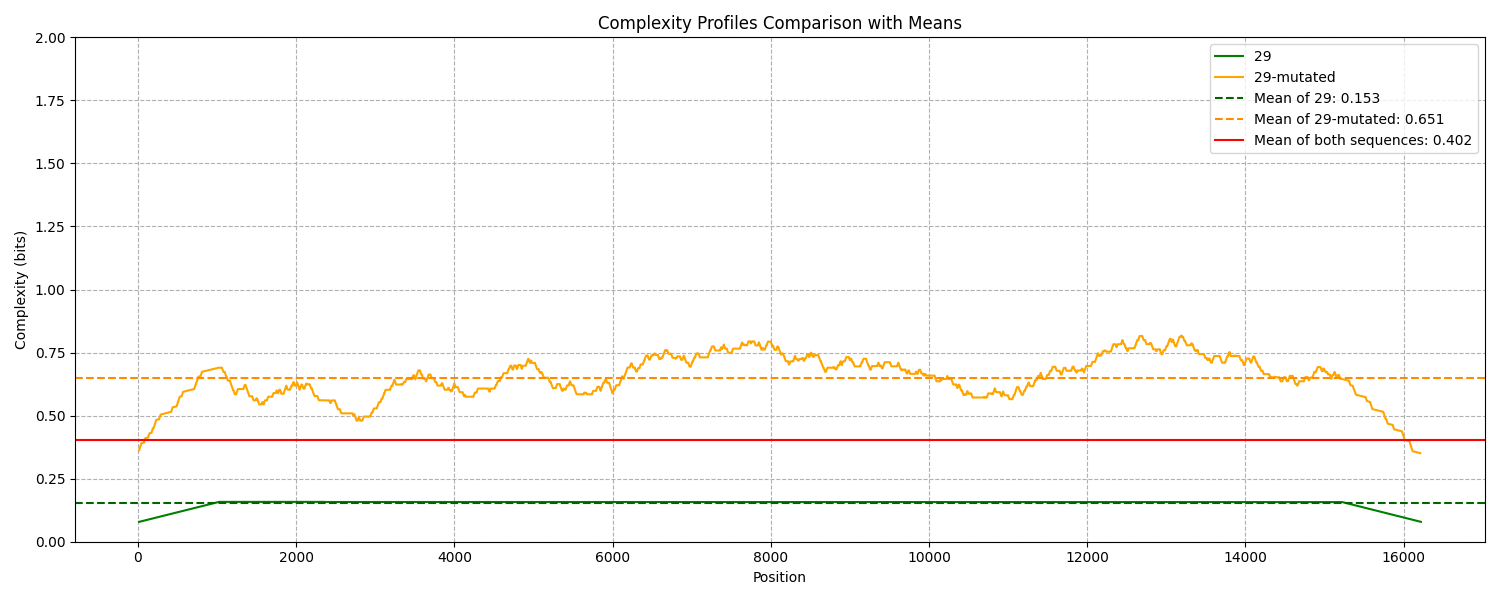 Complexity Profiles Comparison with Means
2.00
1.75
1.50
1.25
1.00
0.75
0.50
0.25
0.00
Complexity (bits)
29
29-mutated
Mean of 29: 0.153
Mean of 29-mutated: 0.651
Mean of both sequences: 0.402
0
2000
4000
6000
8000
10000
12000
14000
16000
Position